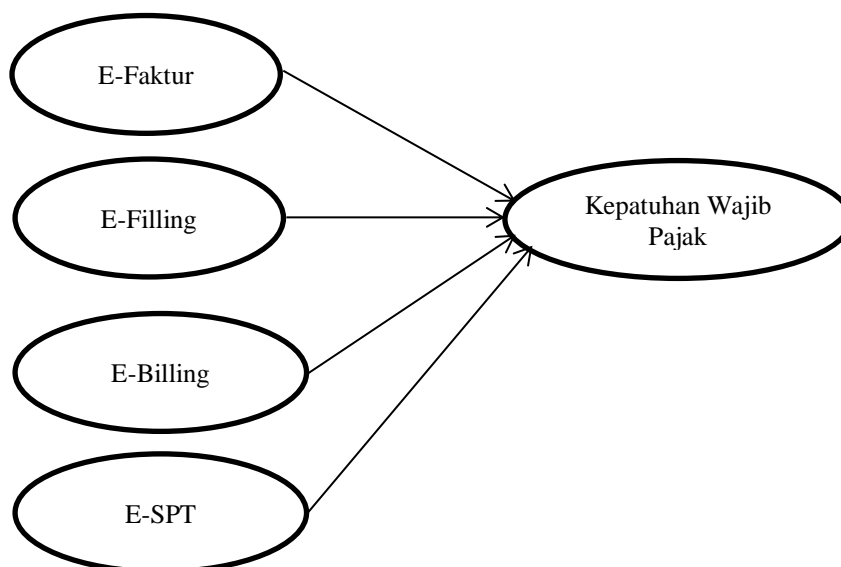 E-Faktur
E-Filling
Kepatuhan Wajib
Pajak
E-Billing
E-SPT